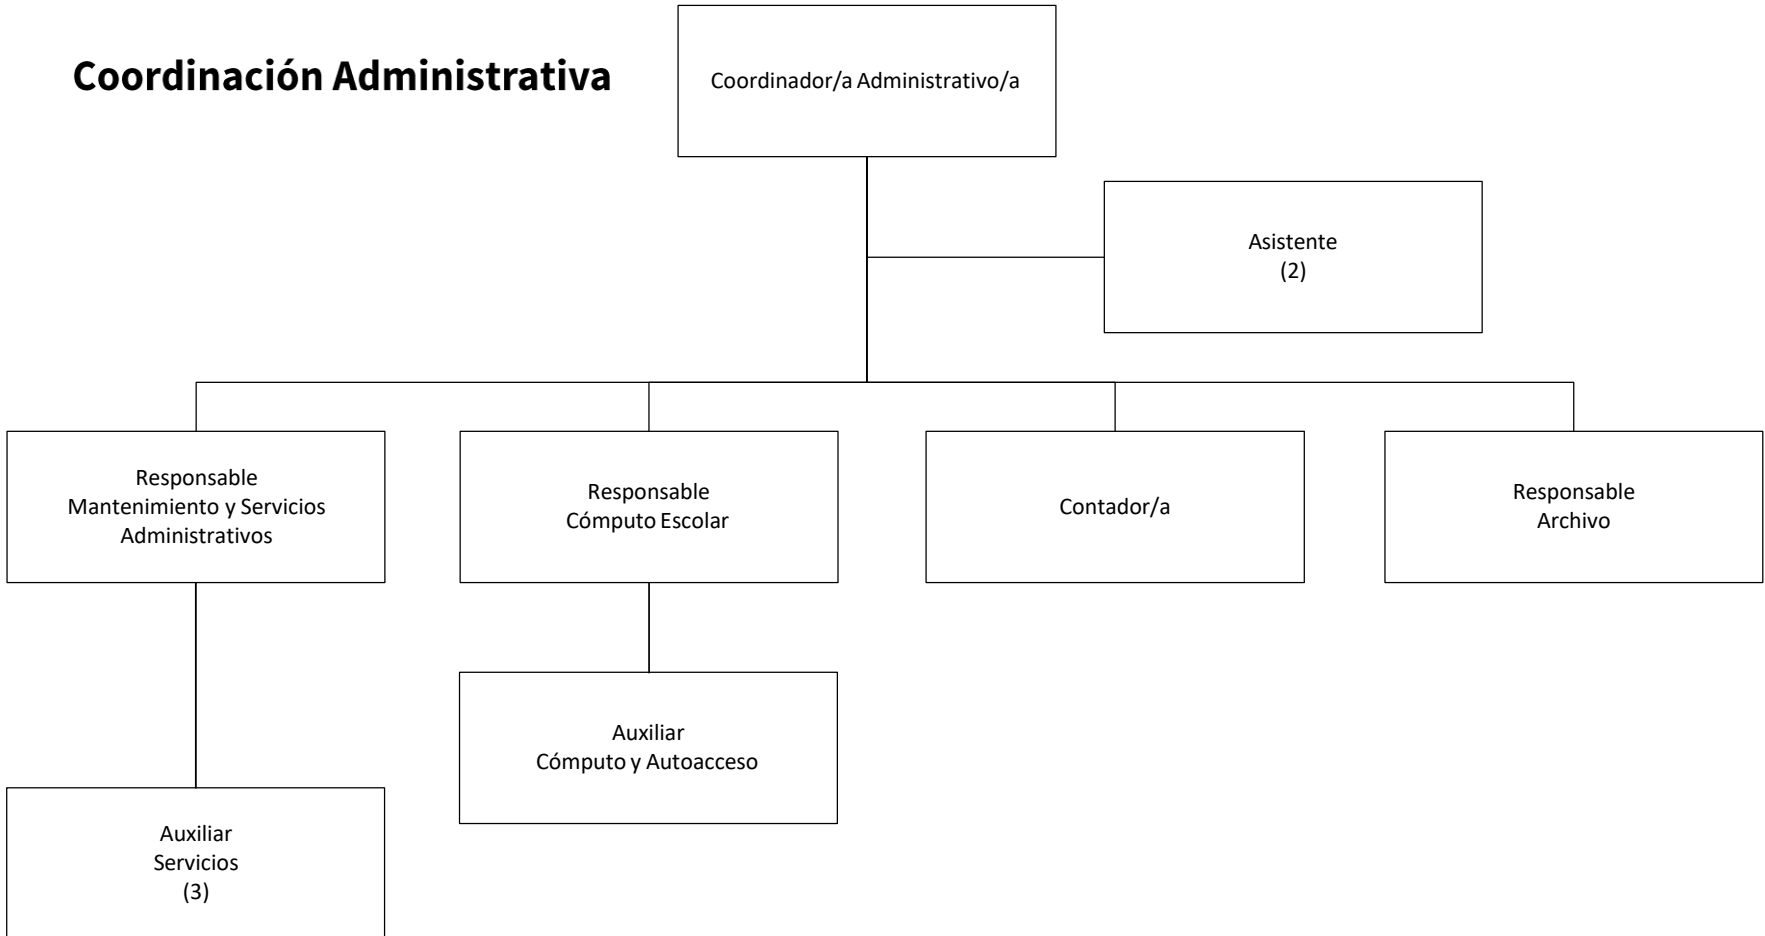 Coordinación Administrativa
Coordinador/a Administrativo/a
Asistente
(2)
Responsable
Mantenimiento y Servicios
Administrativos
Responsable
Cómputo Escolar
Contador/a
Responsable
Archivo
Auxiliar
Cómputo y Autoacceso
Auxiliar
Servicios
(3)